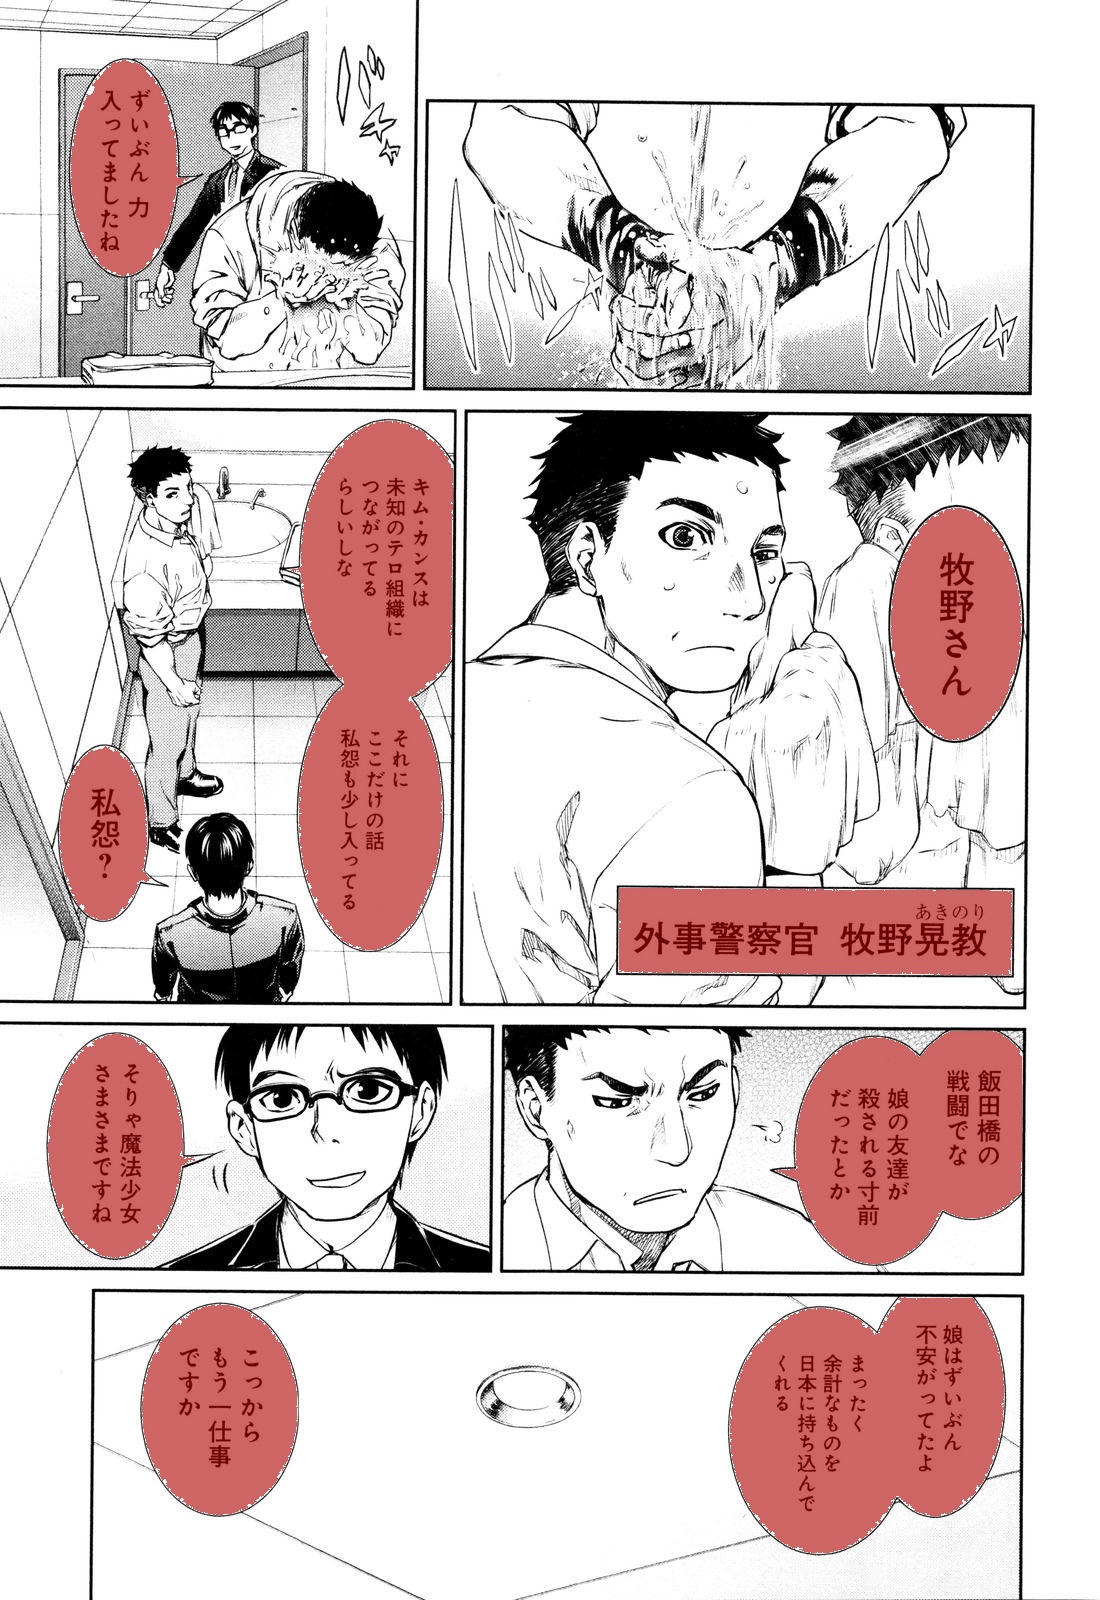 ずいぶん力
入ってましたね
牧野さん
あきのり
外事警察官 牧野晃教
キム・カンスは
未知のテロ組織に
つながってる
らしいしな
それに
ここだけの話
私怨も少し入ってる
私怨?
飯田橋の
戦闘でな
娘の友達が
殺される寸前
だったとか
そりゃ魔法少女
さまさまですね
娘はずいぶん
不安がってたよ
まったく
余計なものを
日本に持ち込んで
くれる
こっから
もう一仕事
ですか